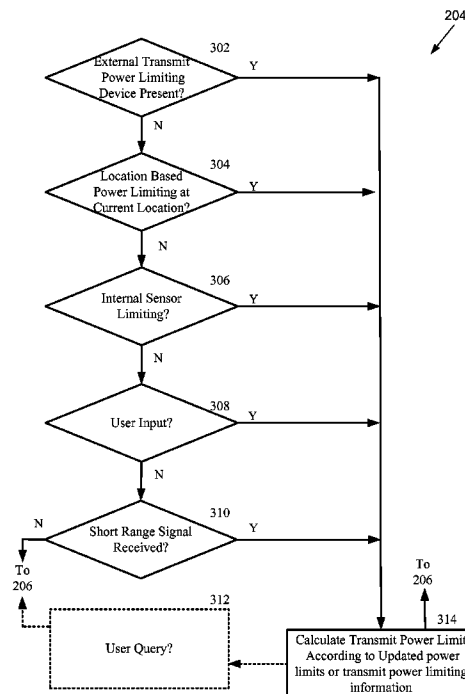 204
302
External Transmit
Power Limiting
Device Present?
Y
N
304
Location Based
Power Limiting at
Current Location?
Y
N
306
Internal Sensor
Limiting?
Y
N
308
User Input?
Y
N
310
Short Range Signal
Received?
Y
N
To
206
312
User Query?
To
206
314
Calculate Transmit Power Limit
According to Updated power
limits or transmit power limiting
information